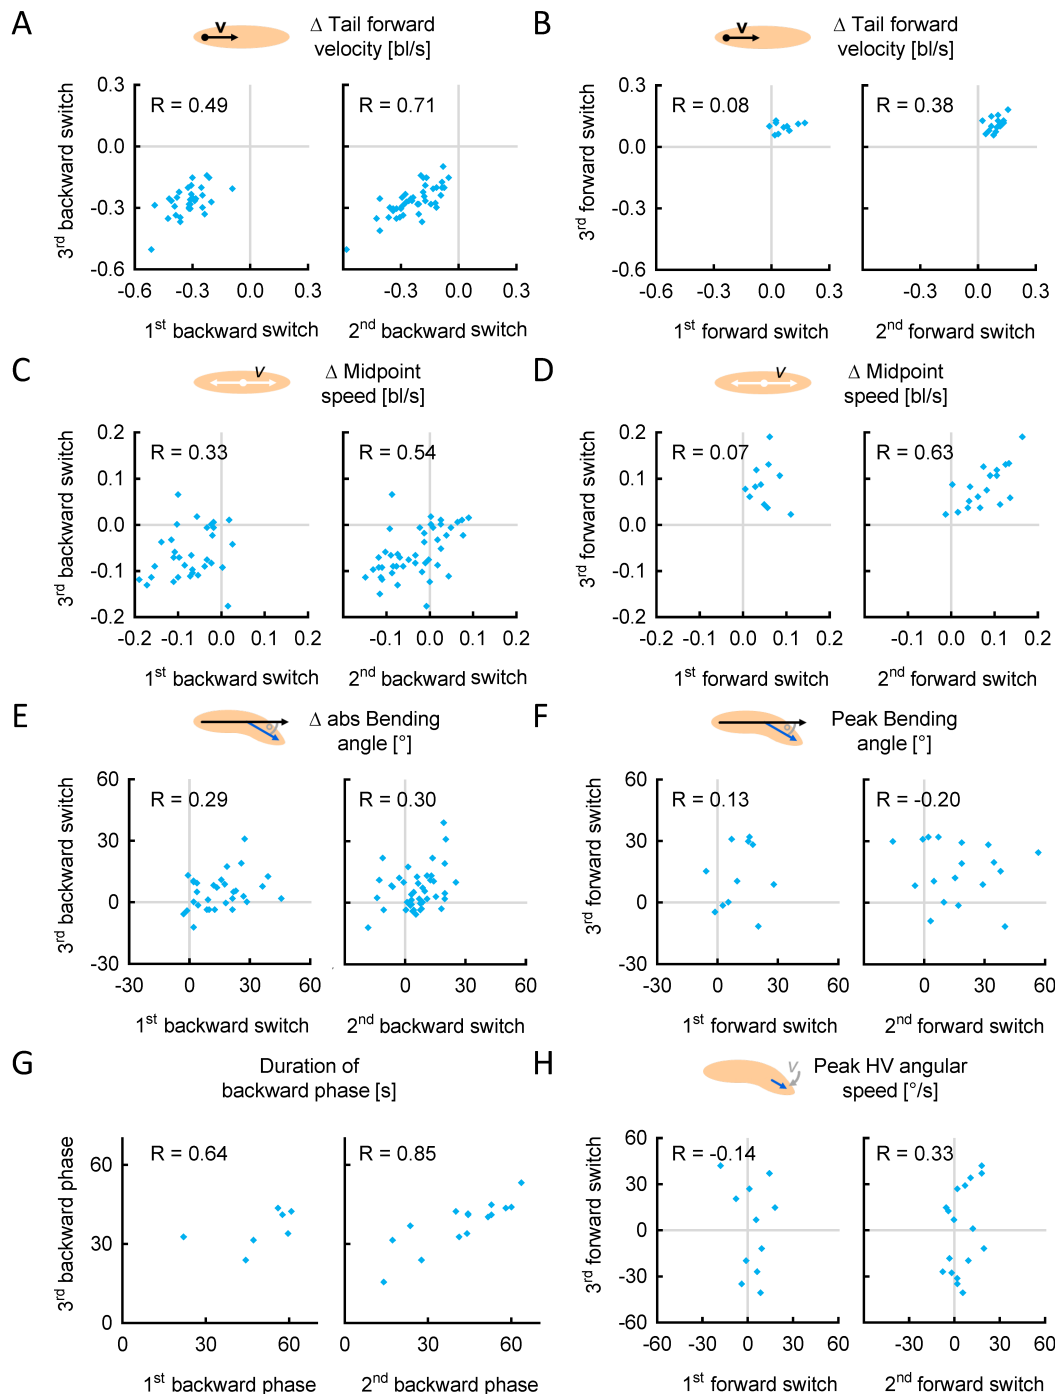 A
v
Δ Tail forward
velocity [bl/s]
B
v
Δ Tail forward
velocity [bl/s]
3rd backward switch
0.3
0.0
-0.3
-0.6
R = 0.49
R = 0.71
-0.6 -0.3 0.0 0.3
-0.3 0.0 0.3
1st backward switch
2nd backward switch
3rd forward switch
0.3
0.0
-0.3
-0.6
R = 0.08
R = 0.38
-0.6 -0.3 0.0 0.3
-0.3 0.0 0.3
1st forward switch
2nd forward switch
C
v
Δ Midpoint
speed [bl/s]
D
v
Δ Midpoint
speed [bl/s]
3rd backward switch
0.2
0.1
0.0
-0.1
-0.2
R = 0.33
R = 0.54
-0.2 -0.1 0.0 0.1 0.2
-0.1 0.0 0.1 0.2
1st backward switch
2nd backward switch
3rd forward switch
0.2
0.1
0.0
-0.1
-0.2
R = 0.07
R = 0.63
-0.2 -0.1 0.0 0.1 0.2
-0.1 0.0 0.1 0.2
1st forward switch
2nd forward switch
E
Δ abs Bending
angle [°]
F
Peak Bending
angle [°]
3rd backward switch
60
30
0
-30
R = 0.29
R = 0.30
-30 0 30 60
0 30 60
1st backward switch
2nd backward switch
3rd forward switch
60
30
0
-30
R = 0.13
R = -0.20
-30 0 30 60
0 30 60
1st forward switch
2nd forward switch
G
Duration of
backward phase [s]
H
v
Peak HV angular
speed [°/s]
3rd backward phase
60
30
0
R = 0.64
R = 0.85
0 30 60
30 60
1st backward phase
2nd backward phase
3rd forward switch
60
30
0
-30
-60
R = -0.14
R = 0.33
-60 -30 0 30 60
-30 0 30 60
1st forward switch
2nd forward switch